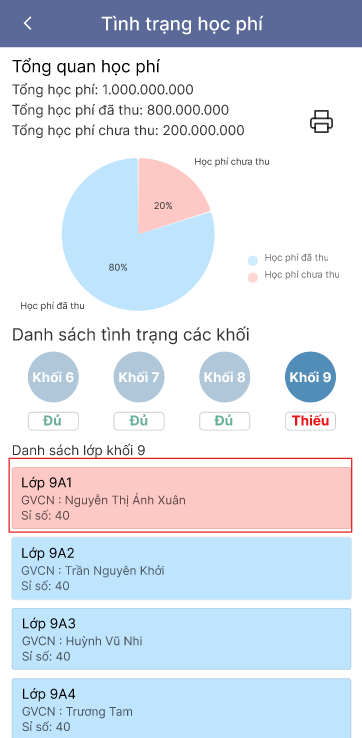 Tình trạng học phí
Tổng quan học phí
Tổng học phí: 1.000.000.000
Tổng học phí đã thu: 800.000.000
Tổng học phí chưa thu: 200.000.000
Học phí chưa thu
20%
80%
Học phí đã thu
Học phí đã thu
Học phí chưa thu
Danh sách tình trạng các khối
Khối 6
Khối 7
Khối 8
Khối 9
Đủ
Đủ
Đủ
Thiếu
Danh sách lớp khối 9
Lớp 9A1
GVCN : Nguyễn Thị Ánh Xuân
Sỉ số: 40
Lớp 9A2
GVCN : Trần Nguyên Khởi
Sỉ số: 40
Lớp 9A3
GVCN : Huỳnh Vũ Nhi
Sỉ số: 40
Lớp 9A4
GVCN : Trương Tam
Sỉ số: 40